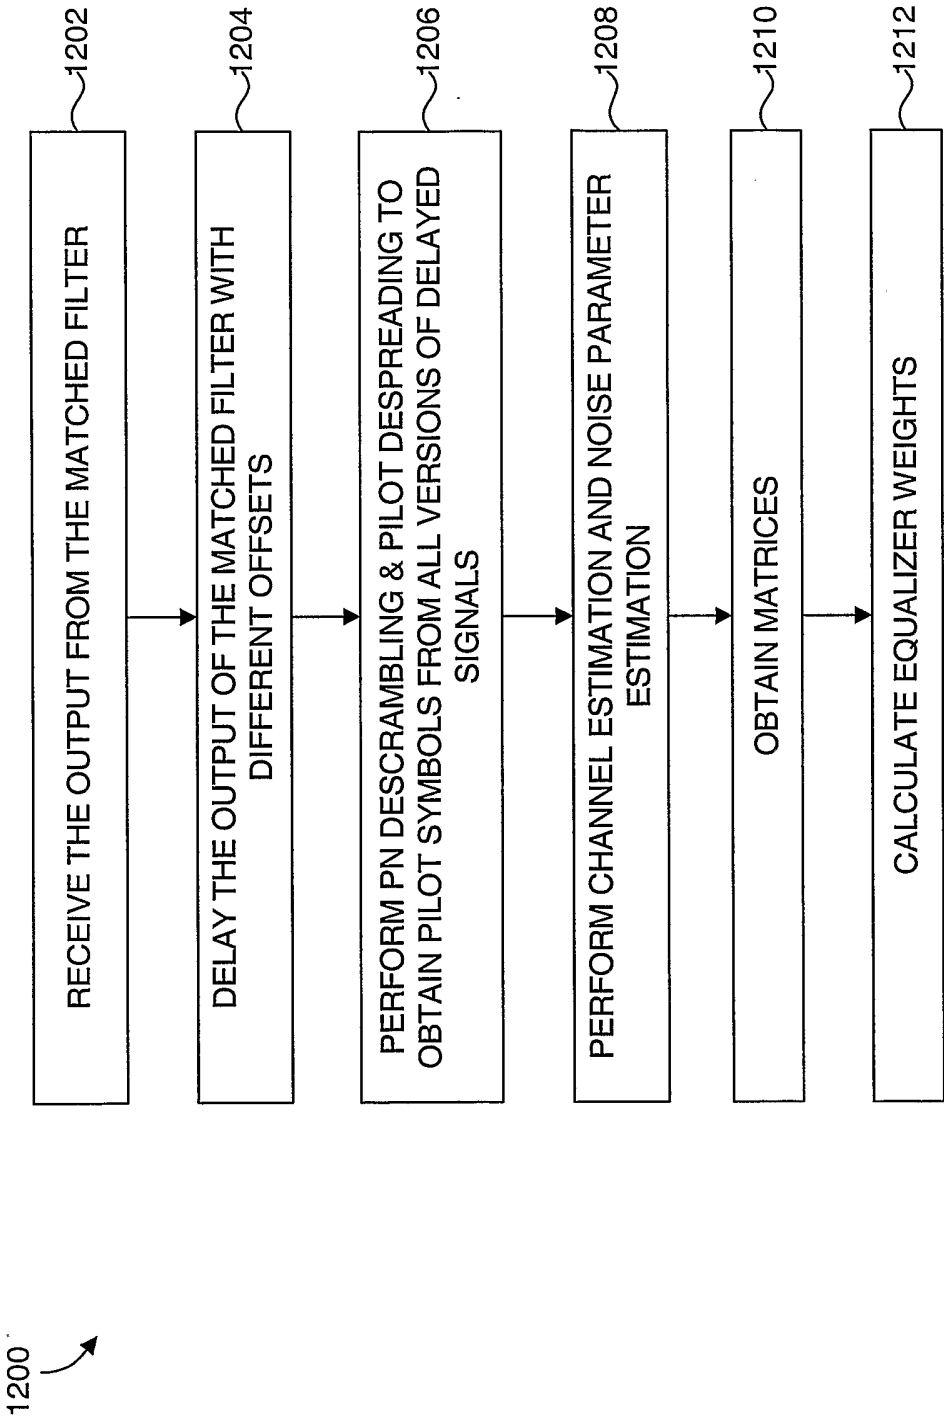 1200
RECEIVE THE OUTPUT FROM THE MATCHED FILTER
1202
DELAY THE OUTPUT OF THE MATCHED FILTER WITH
DIFFERENT OFFSETS
1204
PERFORM PN DESCRAMBLING & PILOT DESPREADING TO
OBTAIN PILOT SYMBOLS FROM ALL VERSIONS OF DELAYED
SIGNALS
1206
PERFORM CHANNEL ESTIMATION AND NOISE PARAMETER
ESTIMATION
1208
OBTAIN MATRICES
1210
CALCULATE EQUALIZER WEIGHTS
1212